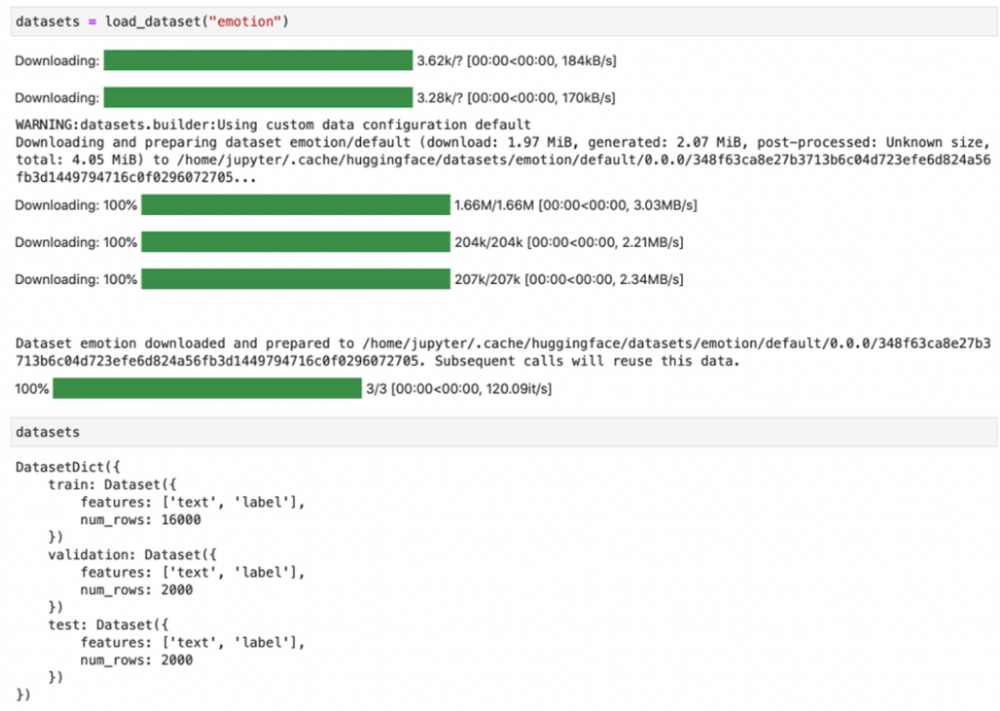 datasets = load_dataset("emotion")
Downloading: 3.62k/? [00:00<00:00, 184kB/s]
Downloading: 3.28k/? [00:00<00:00, 170kB/s]
WARNING:datasets.builder:Using custom data configuration default
Downloading and preparing dataset emotion/default (download: 1.97 MiB, generated: 2.07 MiB, post-processed: Unknown size,
total: 4.05 MiB) to /home/jupyter/.cache/huggingface/datasets/emotion/default/0.0.0/348f63ca8e27b3713b6c04d723efe6d824a56
fb3d1449794716c0f0296072705...
Downloading: 100% 1.66M/1.66M [00:00<00:00, 3.03MB/s]
Downloading: 100% 204k/204k [00:00<00:00, 2.21MB/s]
Downloading: 100% 207k/207k [00:00<00:00, 2.34MB/s]
Dataset emotion downloaded and prepared to /home/jupyter/.cache/huggingface/datasets/emotion/default/0.0.0/348f63ca8e27b3
713b6c04d723efe6d824a56fb3d1449794716c0f0296072705. Subsequent calls will reuse this data.
100% 3/3 [00:00<00:00, 120.09it/s]
datasets
DatasetDict({
    train: Dataset({
        features: ['text', 'label'],
        num_rows: 16000
    })
    validation: Dataset({
        features: ['text', 'label'],
        num_rows: 2000
    })
    test: Dataset({
        features: ['text', 'label'],
        num_rows: 2000
    })
})